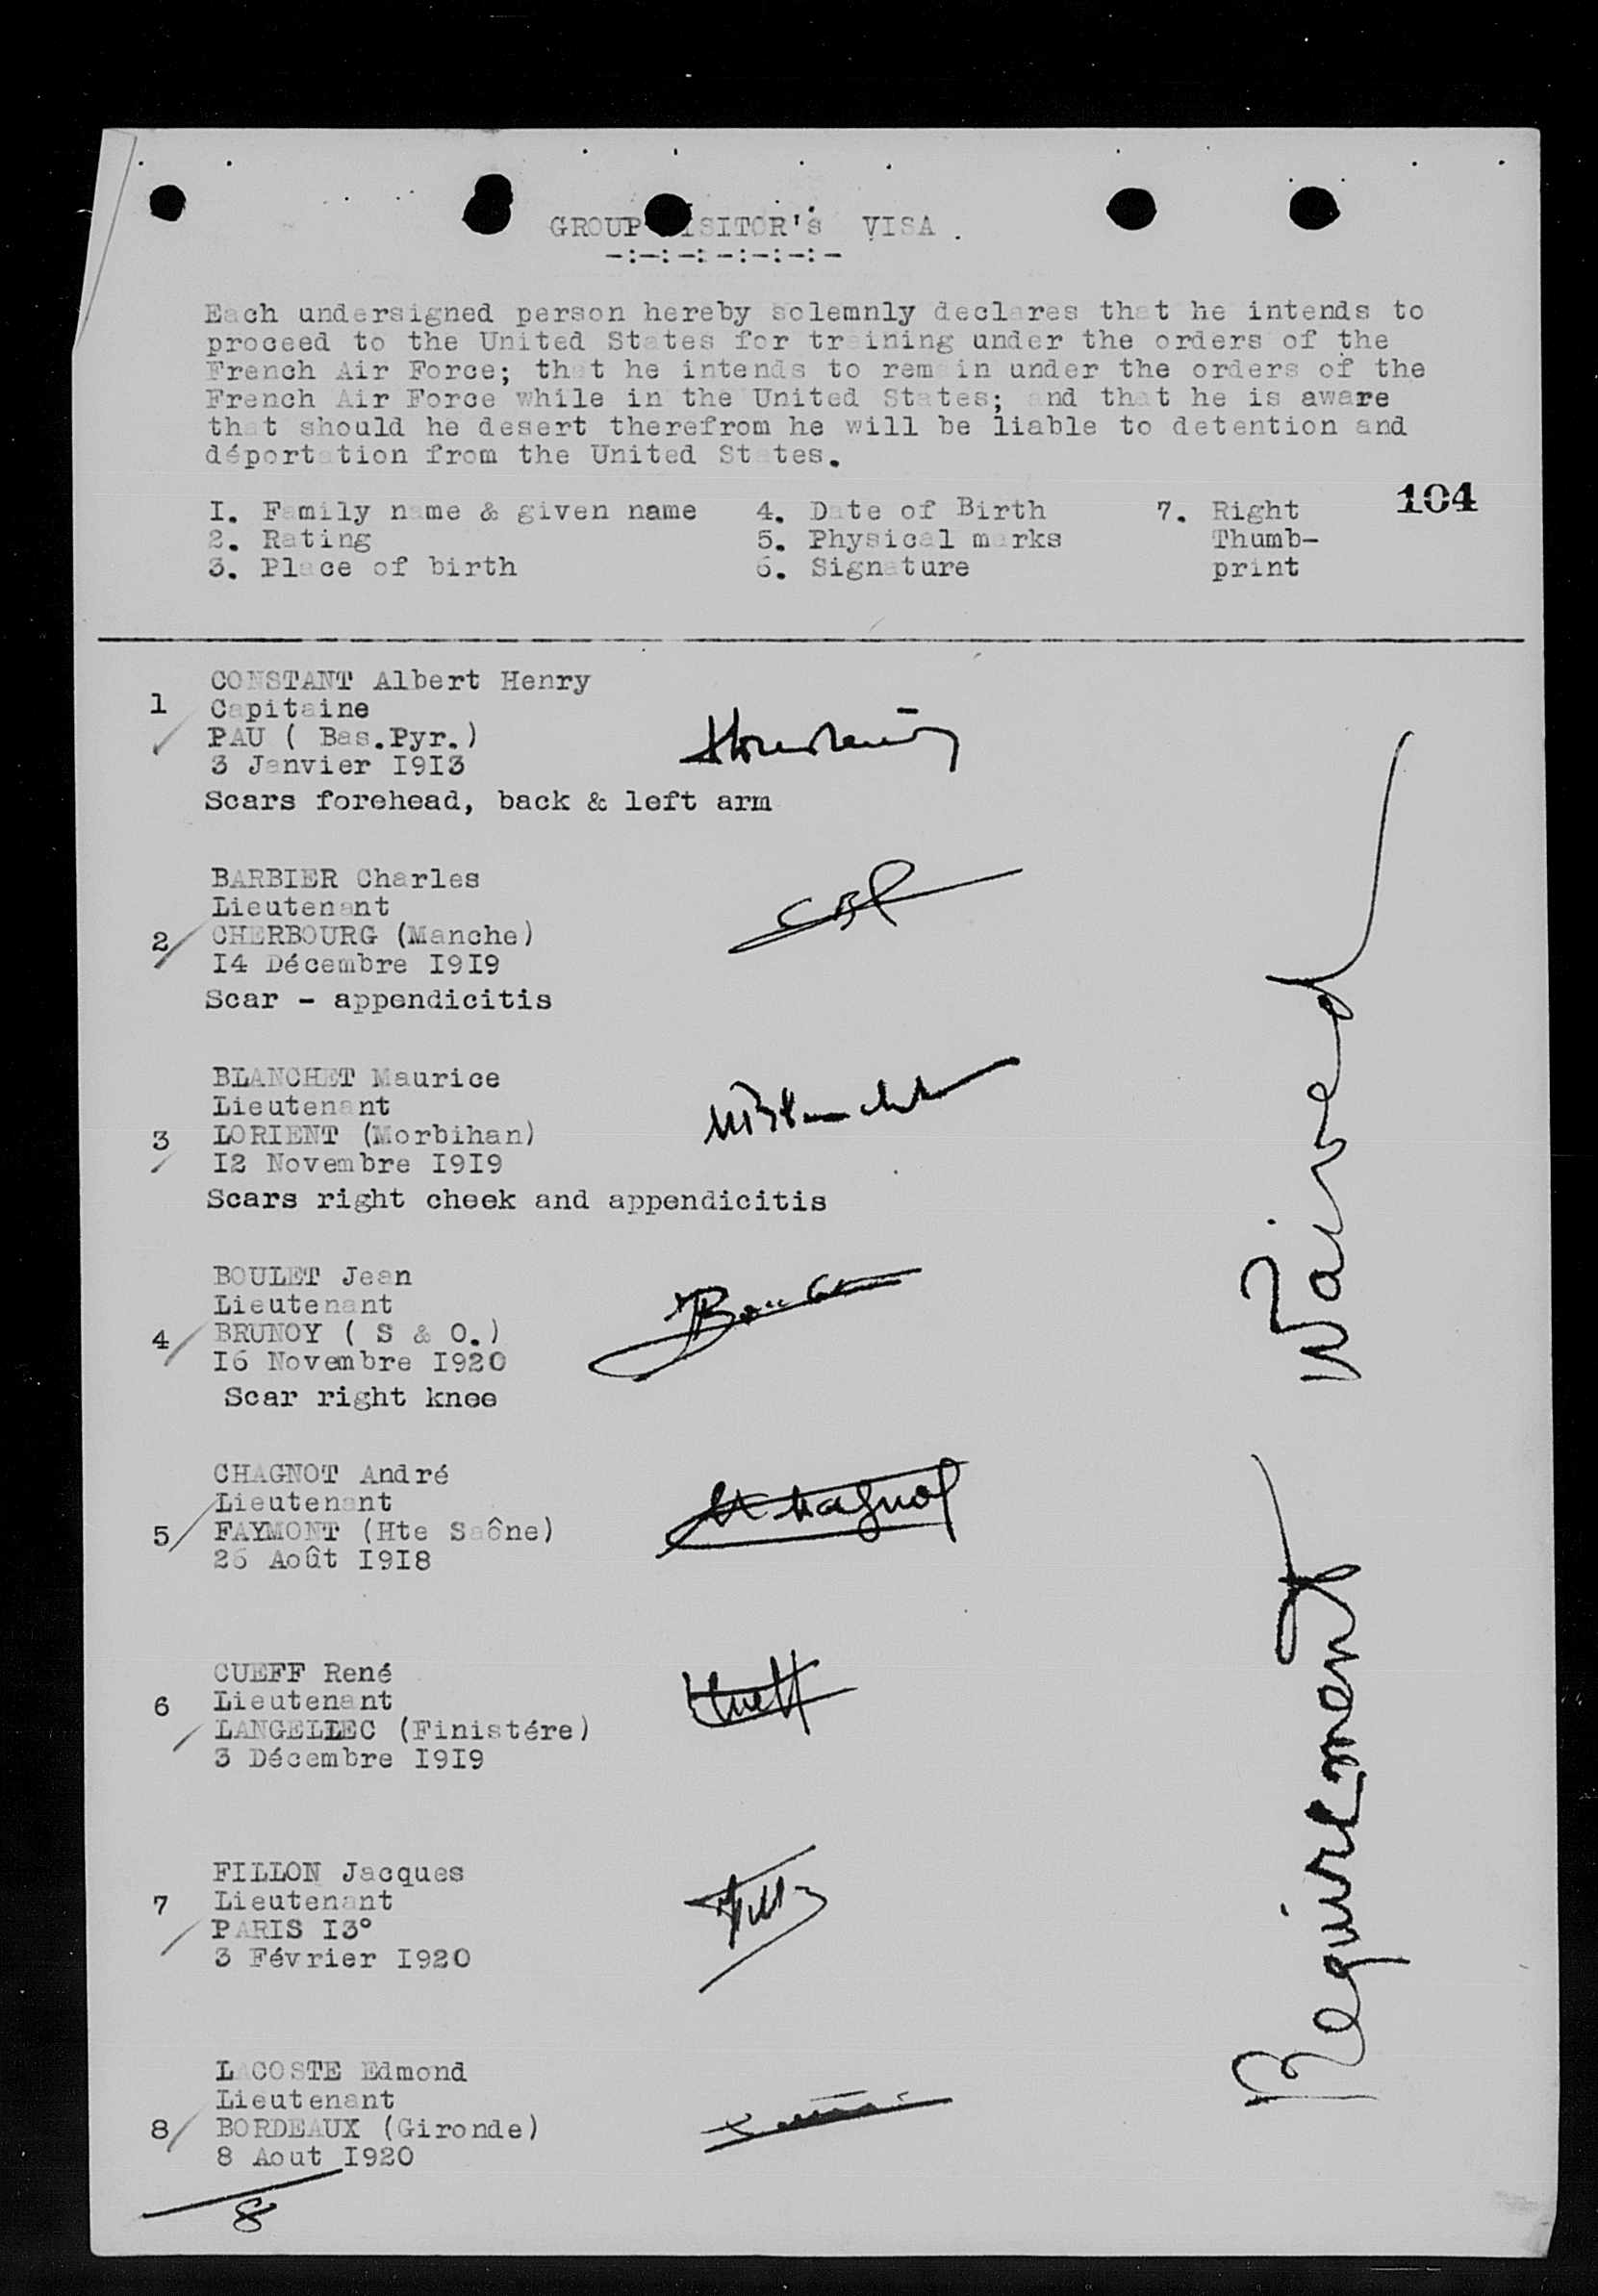 GROUP VISITOR's VISA .
-:-:-:-:-:-:-
Each undersigned person hereby solemnly declares that he intends to
proceed to the United States for training under the orders of the
French Air Force; that he intends to remain under the orders of the
French Air Force while in the United States; and that he is aware
that should he desert therefrom he will be liable to detention and
déportation from the United States.
I. Family name & given name 4. Date of Birth 7. Right 104
2. Rating 5. Physical marks Thumb-
3. Place of birth 6. Signature print
CONSTANT Albert Henry
1 Capitaine
PAU ( Bas.Pyr.)
3 Janvier I9I3
Scars forehead, back & left arm
BARBIER Charles
Lieutenant
2 CHERBOURG (Manche)
I4 Décembre I9I9
Scar - appendicitis
BLANCHET Maurice
Lieutenant
3 LORIENT (Morbihan)
I2 Novembre I9I9
Scars right cheek and appendicitis
BOULET Jean
Lieutenant
4 BRUNOY ( S & O.)
I6 Novembre I920
Scar right knee
CHAGNOT André
Lieutenant
5 FAYMONT (Hte Saône)
26 Août I9I8
CUEFF René
6 Lieutenant
LANGELLEC (Finistére)
3 Décembre I9I9
FILLON Jacques
7 Lieutenant
PARIS I3°
3 Février I920
LACOSTE Edmond
Lieutenant
8 BORDEAUX (Gironde)
8 Aout I920
8
Requirement Waived